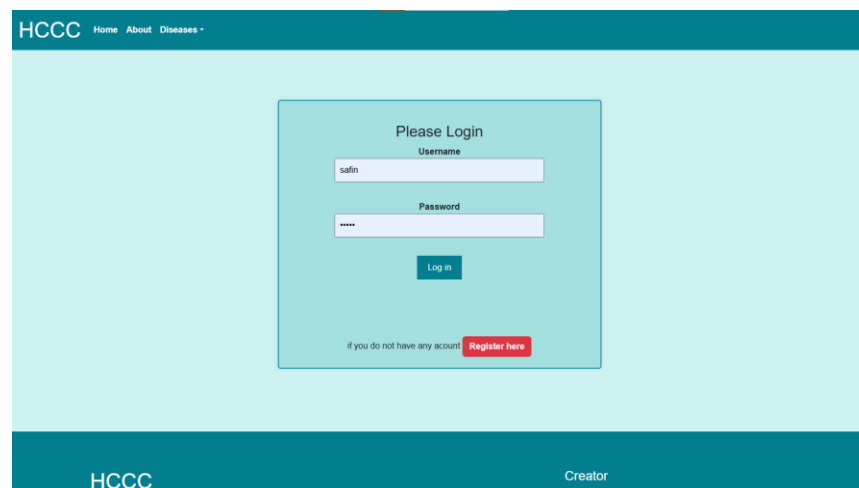 HCCC Home About Diseases
Please Login
Username
safin
Password
•••••
Log in
if you do not have any acount Register here
HCCC
Creator